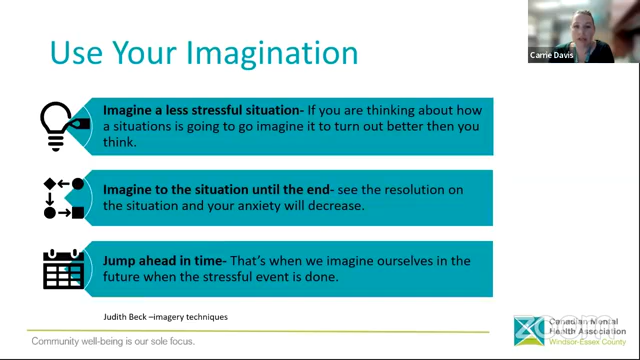 Use Your Imagination
Carrie Davis
Imagine a less stressful situation- If you are thinking about how
a situations is going to go imagine it to turn out better then you
think.
Imagine to the situation until the end- see the resolution on
the situation and your anxiety will decrease.
Jump ahead in time- That's when we imagine ourselves in the
future when the stressful event is done.
Judith Beck –imagery techniques
Community well-being is our sole focus.
Canadian Mental
Health Association
Windsor-Essex County
zoom